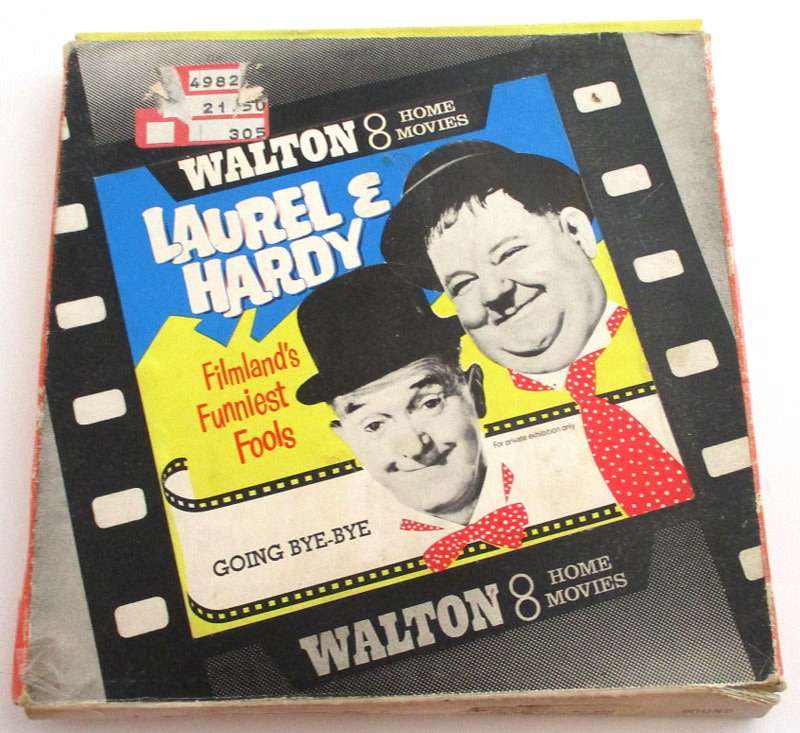 4982
21.50
305
WALTON 8 HOME MOVIES
LAUREL &
HARDY
Filmland's
Funniest
Fools
For private exhibition only
GOING BYE-BYE
WALTON 8 HOME MOVIES
SOUND